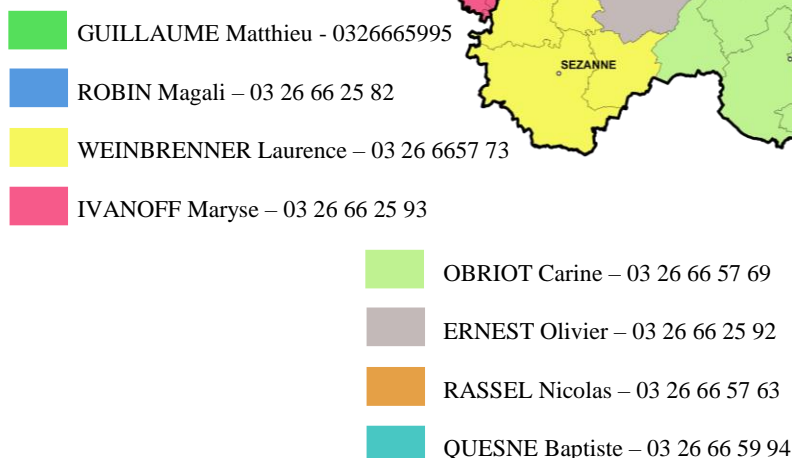 GUILLAUME Matthieu - 0326665995
SEZANNE
ROBIN Magali – 03 26 66 25 82
WEINBRENNER Laurence – 03 26 6657 73
IVANOFF Maryse – 03 26 66 25 93
OBRIOT Carine – 03 26 66 57 69
ERNEST Olivier – 03 26 66 25 92
RASSEL Nicolas – 03 26 66 57 63
QUESNE Baptiste – 03 26 66 59 94